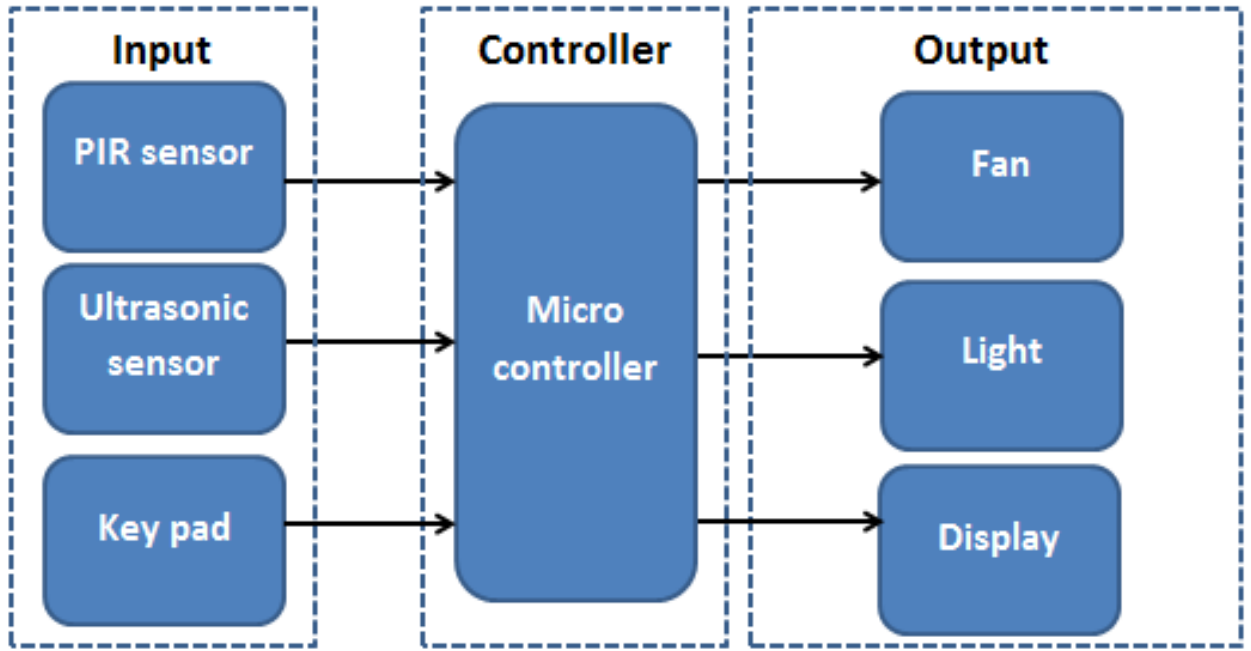 Input
PIR sensor
Ultrasonic
sensor
Key pad
Controller
Micro
controller
Output
Fan
Light
Display